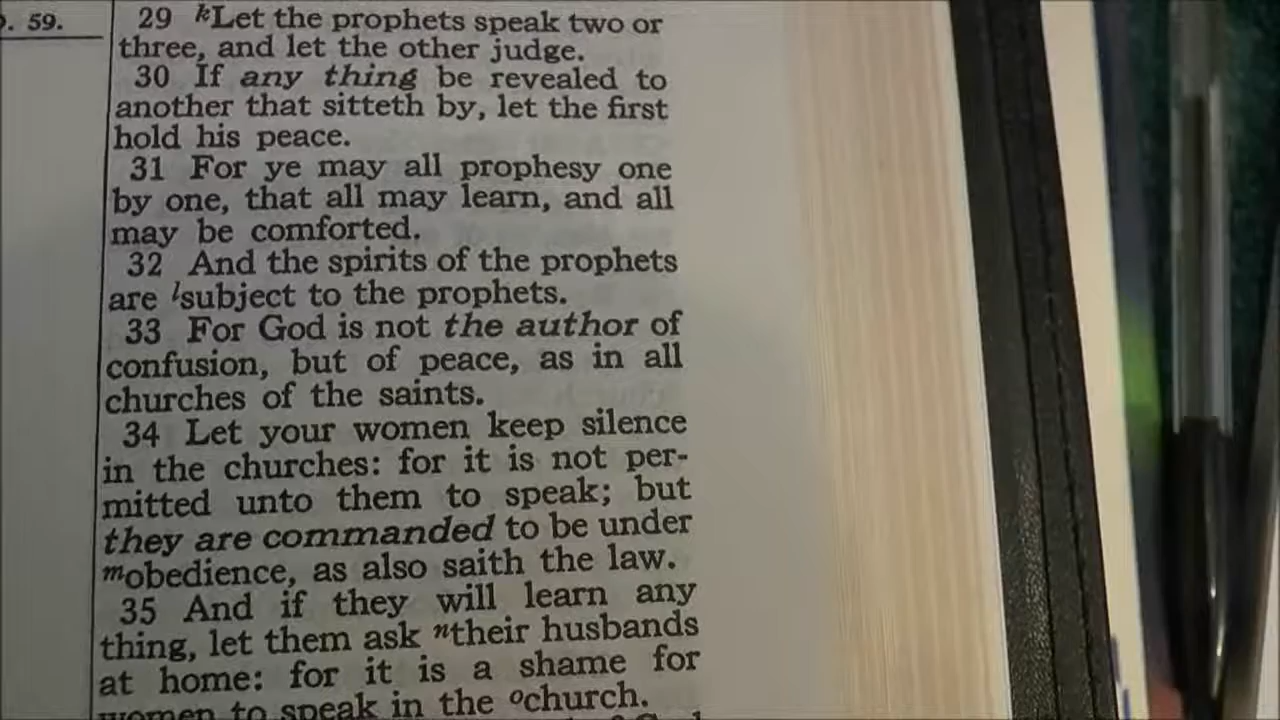 . 59.
29 kLet the prophets speak two or
three, and let the other judge.
30 If any thing be revealed to
another that sitteth by, let the first
hold his peace.
31 For ye may all prophesy one
by one, that all may learn, and all
may be comforted.
32 And the spirits of the prophets
are lsubject to the prophets.
33 For God is not the author of
confusion, but of peace, as in all
churches of the saints.
34 Let your women keep silence
in the churches: for it is not per-
mitted unto them to speak; but
they are commanded to be under
mobedience, as also saith the law.
35 And if they will learn any
thing, let them ask ntheir husbands
at home: for it is a shame for
women to speak in the ochurch.